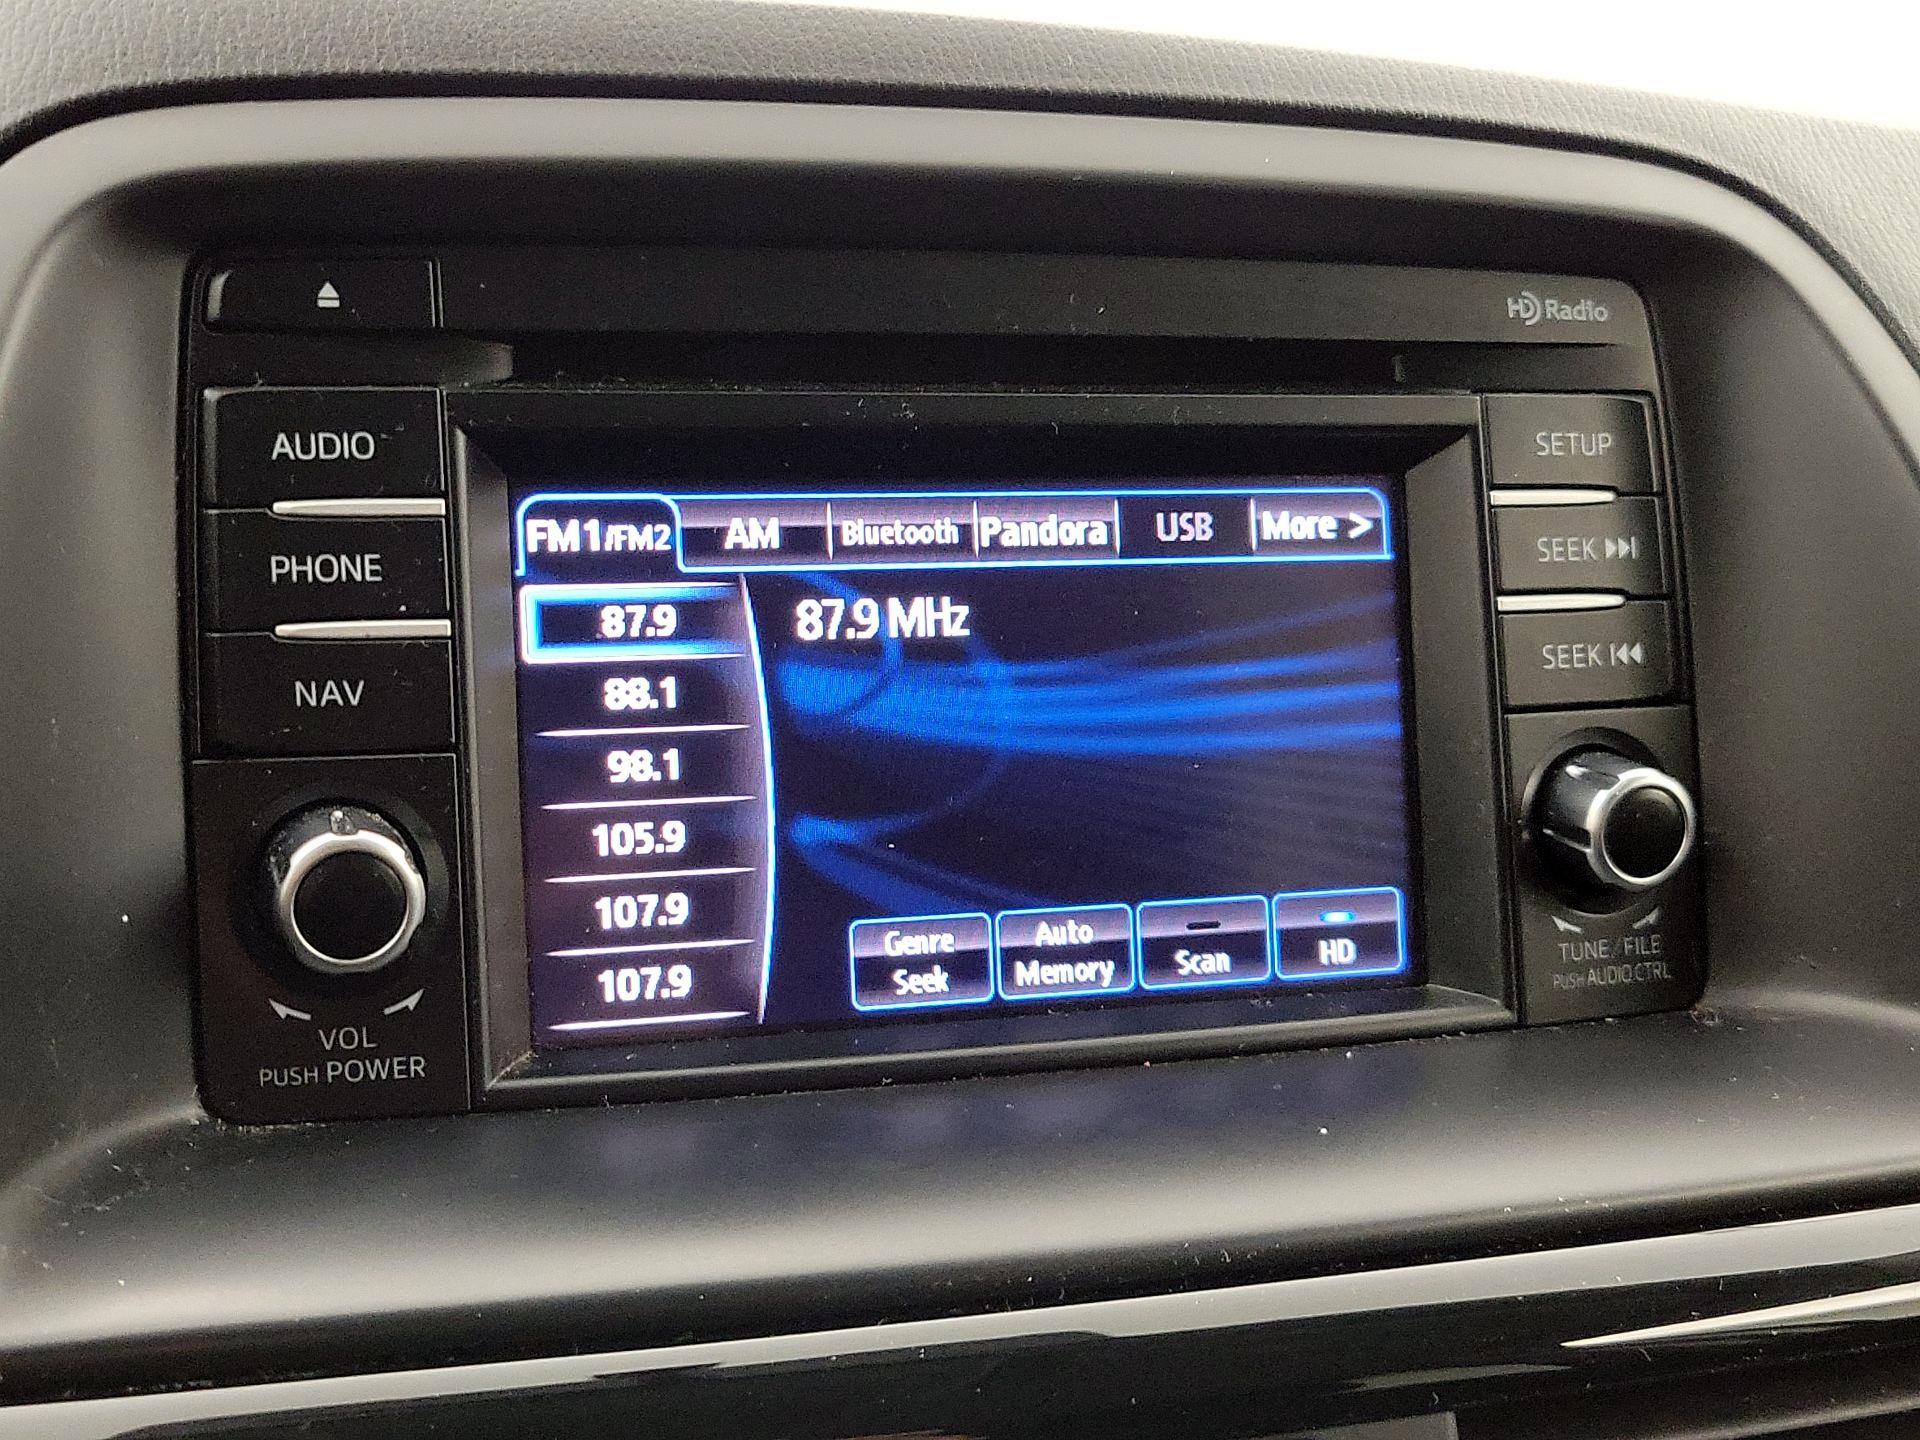 HD Radio
AUDIO
PHONE
NAV
VOL
PUSH POWER
FM1/FM2 AM Bluetooth Pandora USB More >
87.9
88.1
98.1
105.9
107.9
107.9
87.9 MHz
Genre
Seek
Auto
Memory
Scan
HD
SETUP
SEEK
SEEK
TUNE/FILE
PUSH AUDIO CTRL